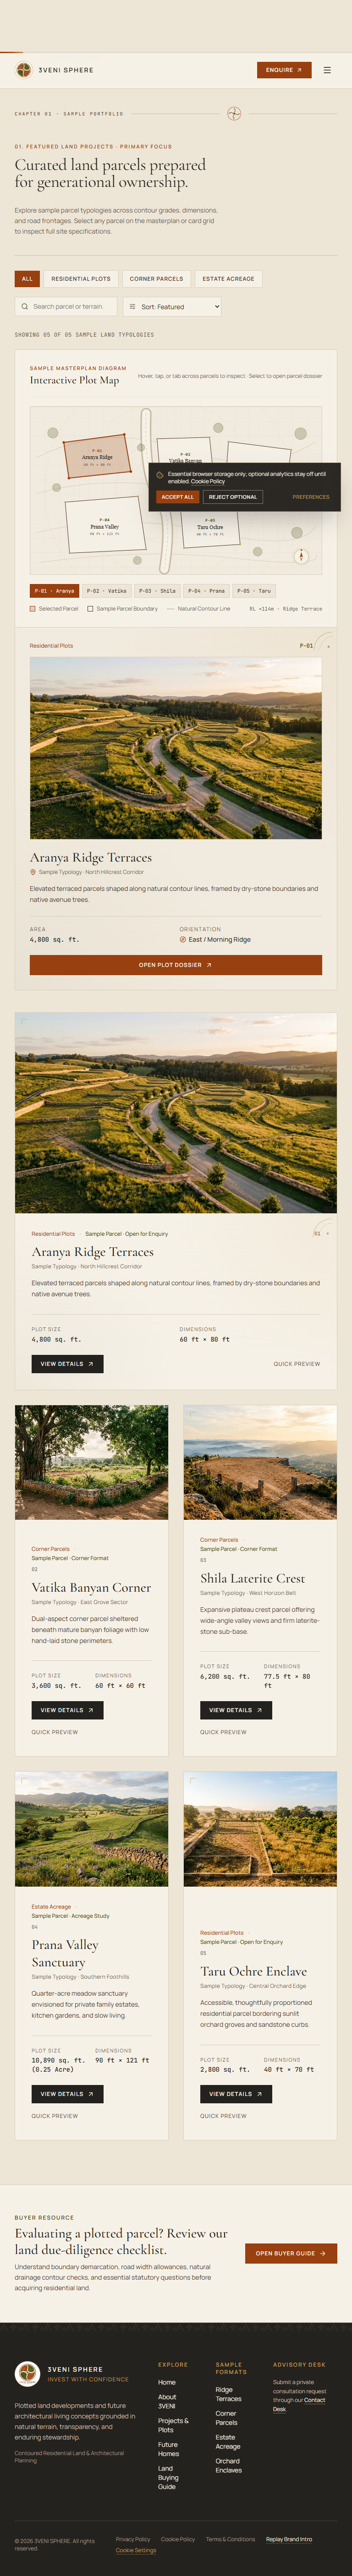 3VENI SPHERE
ENQUIRE
CHAPTER 01 · SAMPLE PORTFOLIO
01. FEATURED LAND PROJECTS · PRIMARY FOCUS
Curated land parcels prepared
for generational ownership.
Explore sample parcel typologies across contour grades, dimensions,
and road frontages. Select any parcel on the masterplan or card grid
to inspect full site specifications.
ALL
RESIDENTIAL PLOTS
CORNER PARCELS
ESTATE ACREAGE
Search parcel or terrain
Sort: Featured
SHOWING 05 OF 05 SAMPLE LAND TYPOLOGIES
SAMPLE MASTERPLAN DIAGRAM
Interactive Plot Map
Hover, tap, or tab across parcels to inspect · Select to open parcel dossier
P-01
Aranya Ridge
60 FT × 80 FT
P-02
Vatika Banyan
P-04
Prana Valley
90 FT × 121 FT
P-05
Taru Ochre
40 FT × 70 FT
Essential browser storage only; optional analytics stay off until
enabled. Cookie Policy
ACCEPT ALL
REJECT OPTIONAL
PREFERENCES
P-01 · Aranya
P-02 · Vatika
P-03 · Shila
P-04 · Prana
P-05 · Taru
Selected Parcel
Sample Parcel Boundary
Natural Contour Line
RL +114m · Ridge Terrace
Residential Plots
P-01
Aranya Ridge Terraces
Sample Typology · North Hillcrest Corridor
Elevated terraced parcels shaped along natural contour lines, framed by dry-stone boundaries and
native avenue trees.
AREA
4,800 sq. ft.
ORIENTATION
East / Morning Ridge
OPEN PLOT DOSSIER
Residential Plots · Sample Parcel · Open for Enquiry
01
Aranya Ridge Terraces
Sample Typology · North Hillcrest Corridor
Elevated terraced parcels shaped along natural contour lines, framed by dry-stone boundaries and
native avenue trees.
PLOT SIZE
4,800 sq. ft.
DIMENSIONS
60 ft × 80 ft
VIEW DETAILS
QUICK PREVIEW
Corner Parcels ·
Sample Parcel · Corner Format
02
Vatika Banyan Corner
Sample Typology · East Grove Sector
Dual-aspect corner parcel sheltered
beneath mature banyan foliage with low
hand-laid stone perimeters.
PLOT SIZE
3,600 sq. ft.
DIMENSIONS
60 ft × 60 ft
VIEW DETAILS
QUICK PREVIEW
Corner Parcels ·
Sample Parcel · Corner Format
03
Shila Laterite Crest
Sample Typology · West Horizon Belt
Expansive plateau crest parcel offering
wide-angle valley views and firm laterite-
stone sub-base.
PLOT SIZE
6,200 sq. ft.
DIMENSIONS
77.5 ft × 80
ft
VIEW DETAILS
QUICK PREVIEW
Estate Acreage ·
Sample Parcel · Acreage Study
04
Prana Valley
Sanctuary
Sample Typology · Southern Foothills
Quarter-acre meadow sanctuary
envisioned for private family estates,
kitchen gardens, and slow living.
PLOT SIZE
10,890 sq. ft.
(0.25 Acre)
DIMENSIONS
90 ft × 121 ft
VIEW DETAILS
QUICK PREVIEW
Residential Plots ·
Sample Parcel · Open for Enquiry
05
Taru Ochre Enclave
Sample Typology · Central Orchard Edge
Accessible, thoughtfully proportioned
residential parcel bordering sunlit
orchard groves and sandstone curbs.
PLOT SIZE
2,800 sq. ft.
DIMENSIONS
40 ft × 70 ft
VIEW DETAILS
QUICK PREVIEW
BUYER RESOURCE
Evaluating a plotted parcel? Review our
land due-diligence checklist.
Understand boundary demarcation, road width allowances, natural
drainage contour checks, and essential statutory questions before
acquiring residential land.
OPEN BUYER GUIDE
3VENI SPHERE
INVEST WITH CONFIDENCE
Plotted land developments and future
architectural living concepts grounded in
natural terrain, transparency, and
enduring stewardship.
Contoured Residential Land & Architectural
Planning
EXPLORE
Home
About
3VENI
Projects &
Plots
Future
Homes
Land
Buying
Guide
SAMPLE
FORMATS
Ridge
Terraces
Corner
Parcels
Estate
Acreage
Orchard
Enclaves
ADVISORY DESK
Submit a private
consultation request
through our Contact
Desk.
© 2026 3VENI SPHERE. All rights
reserved.
Privacy Policy
Cookie Policy
Terms & Conditions
Replay Brand Intro
Cookie Settings